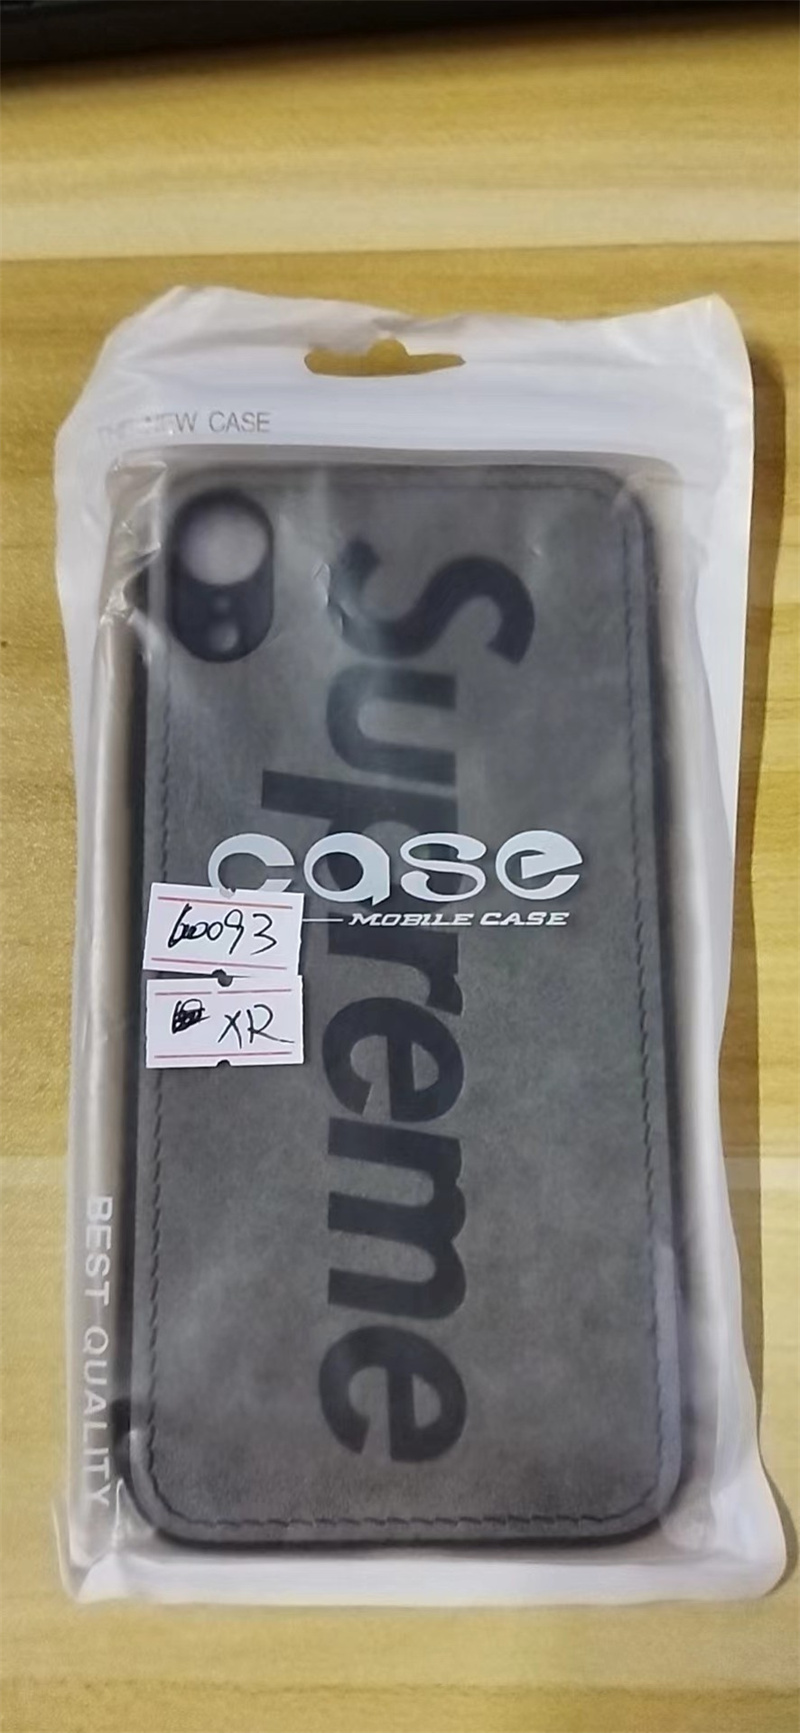 THE NEW CASE
Supreme
case
MOBILE CASE
60093
XR
BEST QUALITY